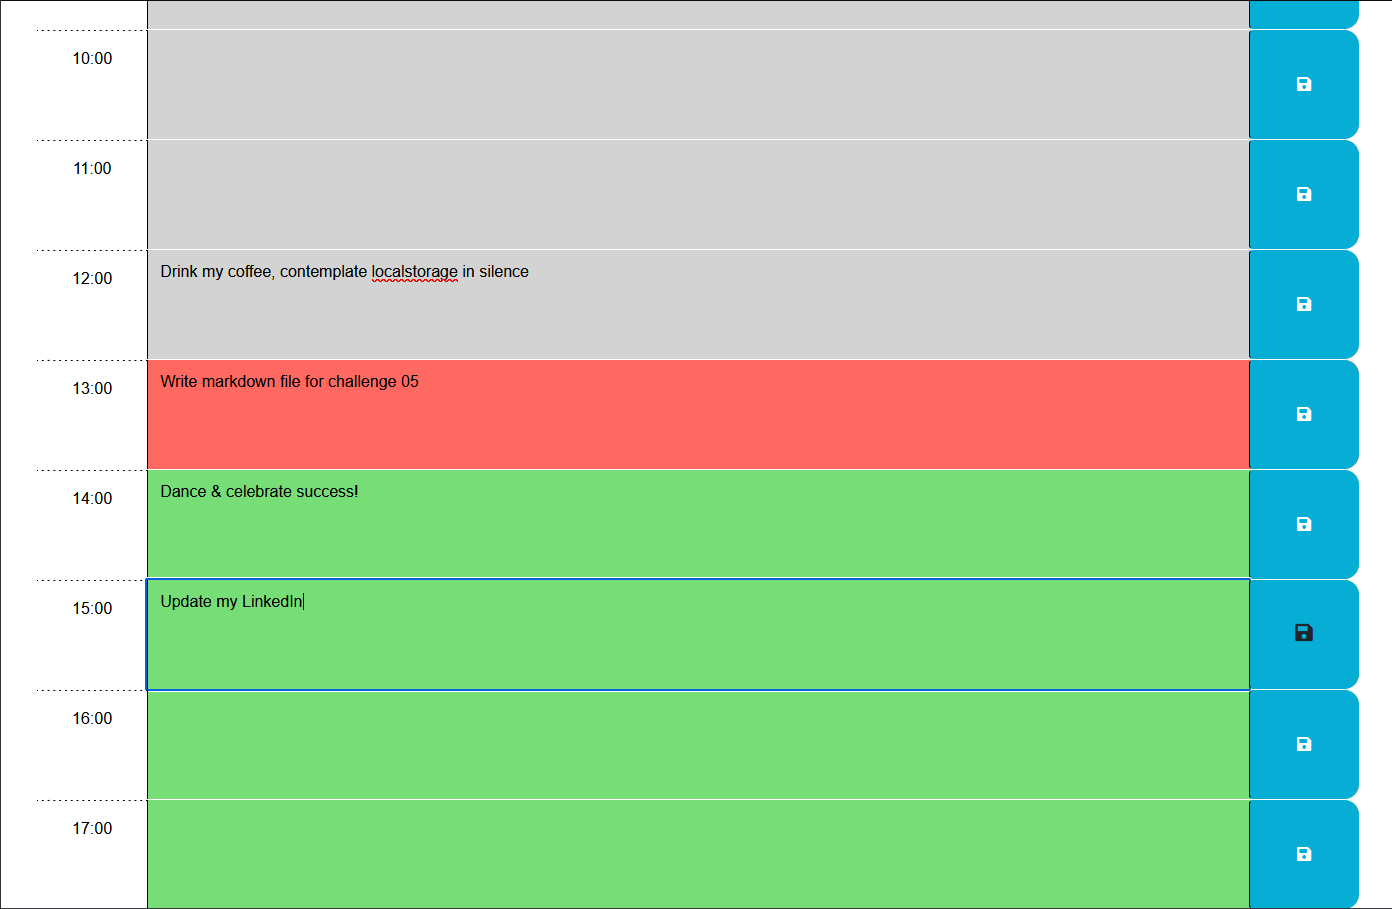 10:00
11:00
12:00 Drink my coffee, contemplate localstorage in silence
13:00 Write markdown file for challenge 05
14:00 Dance & celebrate success!
15:00 Update my LinkedIn
16:00
17:00